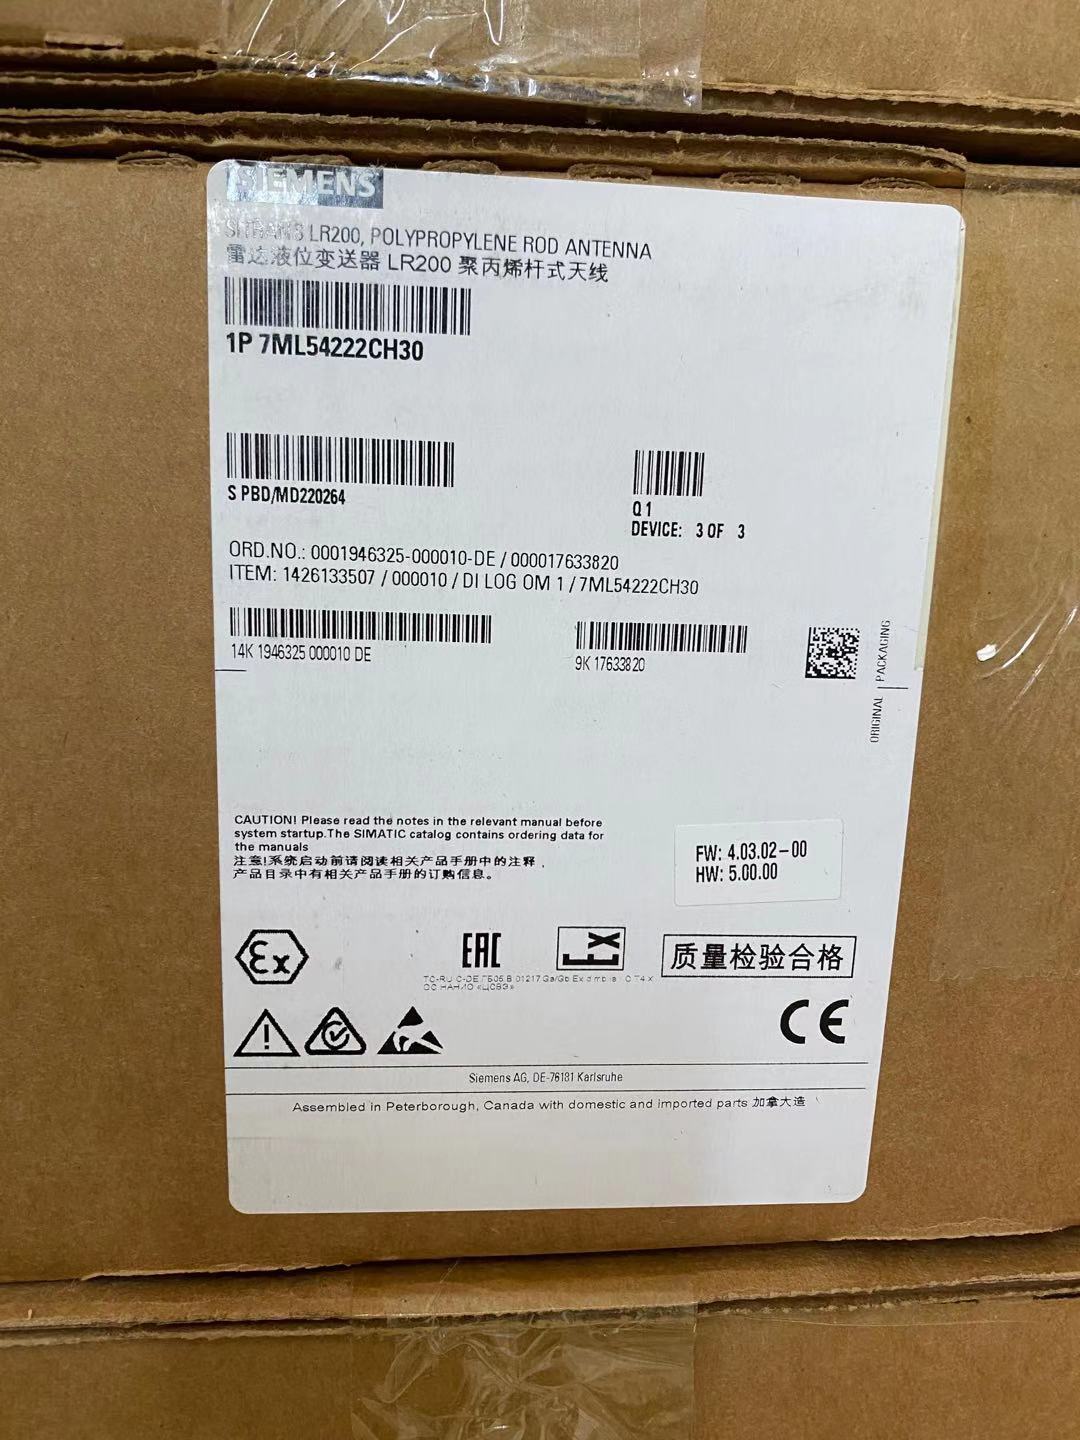 SIEMENS
SITRANS LR200, POLYPROPYLENE ROD ANTENNA
雷达液位变送器 LR200 聚丙烯杆式天线
1P 7ML54222CH30
S PBD/MD220264
Q 1
DEVICE: 3 OF 3
ORD.NO.: 0001946325-000010-DE / 000017633820
ITEM: 1426133507 / 000010 / DI LOG OM 1 / 7ML54222CH30
14K 1946325 000010 DE
9K 17633820
ORIGINAL PACKAGING
CAUTION! Please read the notes in the relevant manual before
system startup.The SIMATIC catalog contains ordering data for
the manuals
注意!系统启动前请阅读相关产品手册中的注释，
产品目录中有相关产品手册的订购信息。
FW: 4.03.02-00
HW: 5.00.00
Ex
EAC
Ex
质量检验合格
ОС НАНИО «ЦСВЭ»
CE
Siemens AG, DE-76181 Karlsruhe
Assembled in Peterborough, Canada with domestic and imported parts 加拿大造